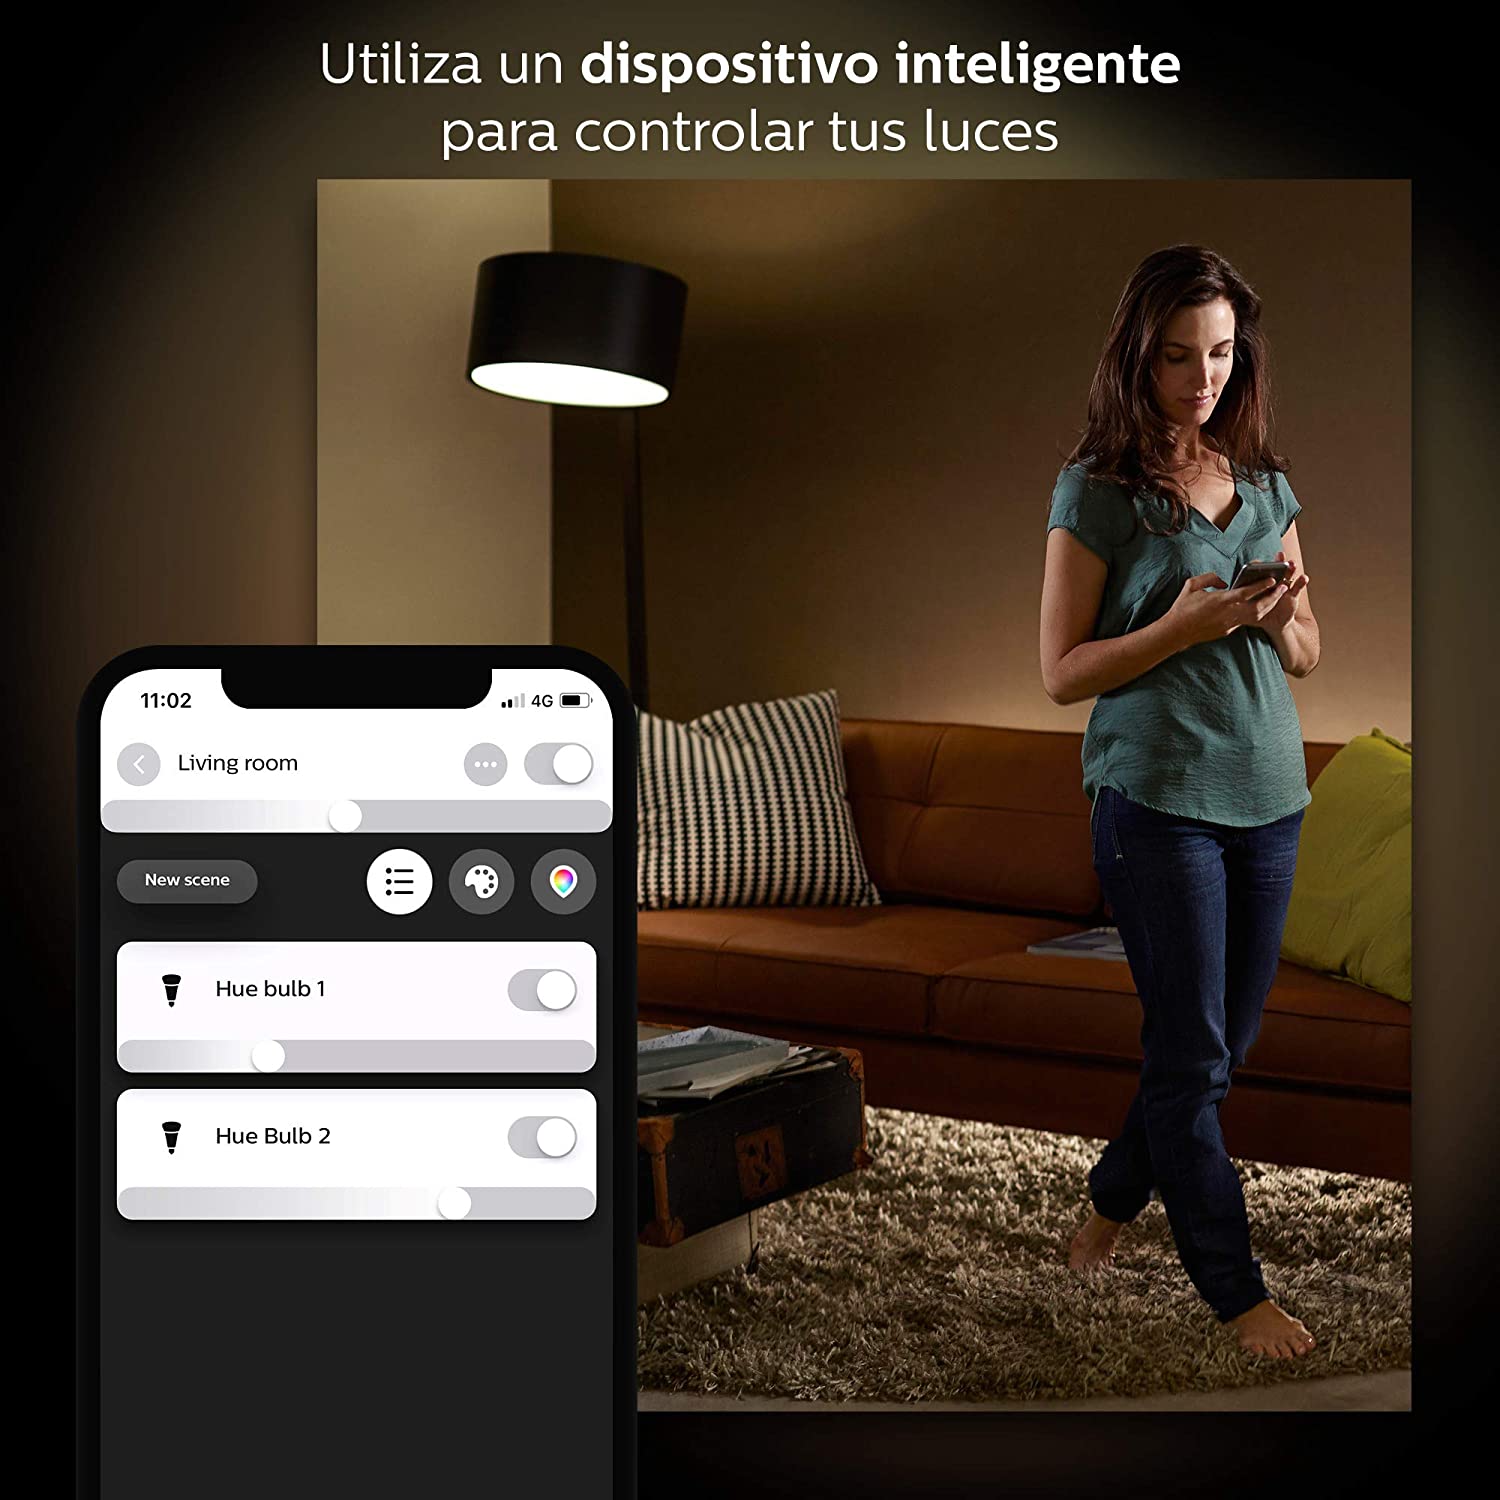 Utiliza un dispositivo inteligente
para controlar tus luces
11:02
4G
Living room
New scene
Hue bulb 1
Hue Bulb 2